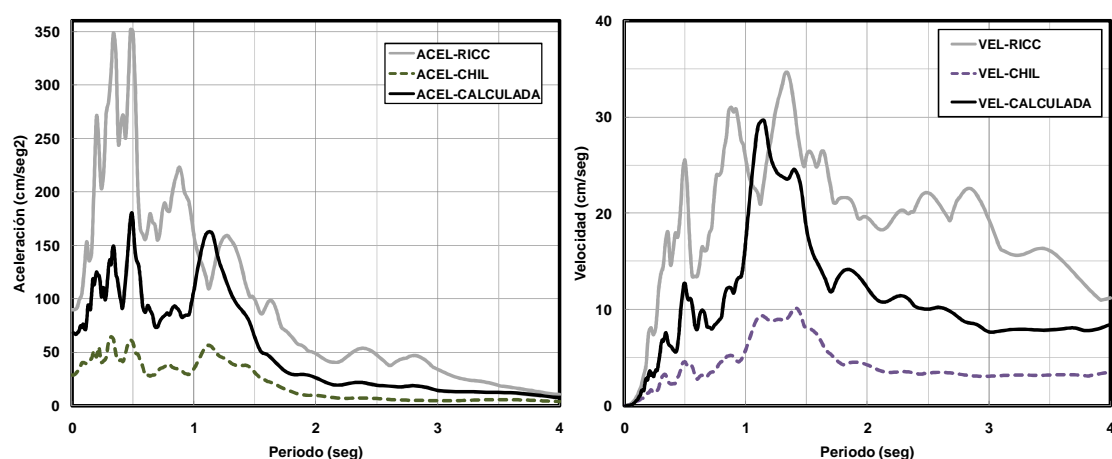 350
300
250
200
150
100
50
0
Aceleración (cm/seg2)
ACEL-RICC
ACEL-CHIL
ACEL-CALCULADA
0 1 2 3 4
Periodo (seg)
40
30
20
10
0
Velocidad (cm/seg)
VEL-RICC
VEL-CHIL
VEL-CALCULADA
0 1 2 3 4
Periodo (seg)